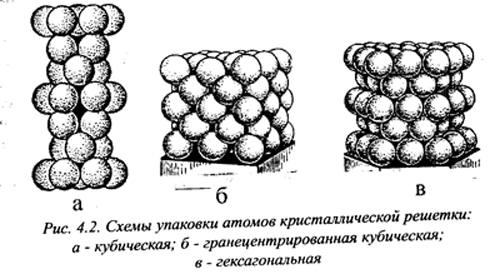 а б в
Рис. 4.2. Схемы упаковки атомов кристаллической решетки:
а - кубическая; б - гранецентрированная кубическая;
в - гексагональная